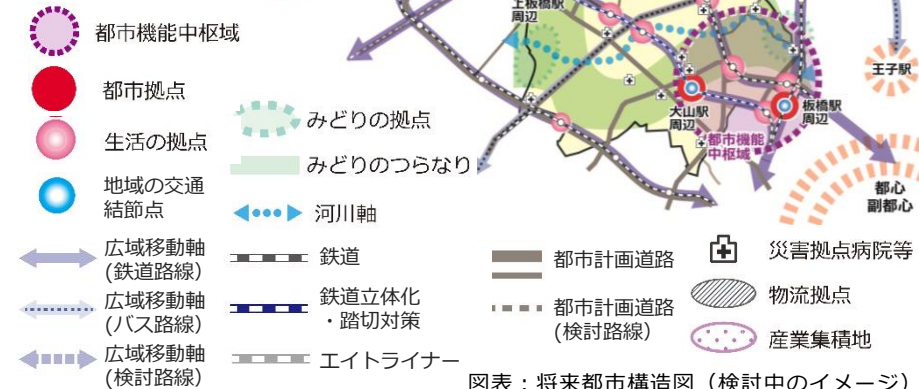 上板橋駅
周辺
王子駅
大山駅
周辺
板橋駅
周辺
都市機能
中枢域
都心
副都心
都市機能中枢域
都市拠点
生活の拠点
地域の交通
結節点
みどりの拠点
みどりのつらなり
河川軸
広域移動軸
(鉄道路線)
広域移動軸
(バス路線)
広域移動軸
(検討路線)
鉄道
鉄道立体化
・踏切対策
エイトライナー
都市計画道路
都市計画道路
(検討路線)
災害拠点病院等
物流拠点
産業集積地
図表：将来都市構造図（検討中のイメージ）